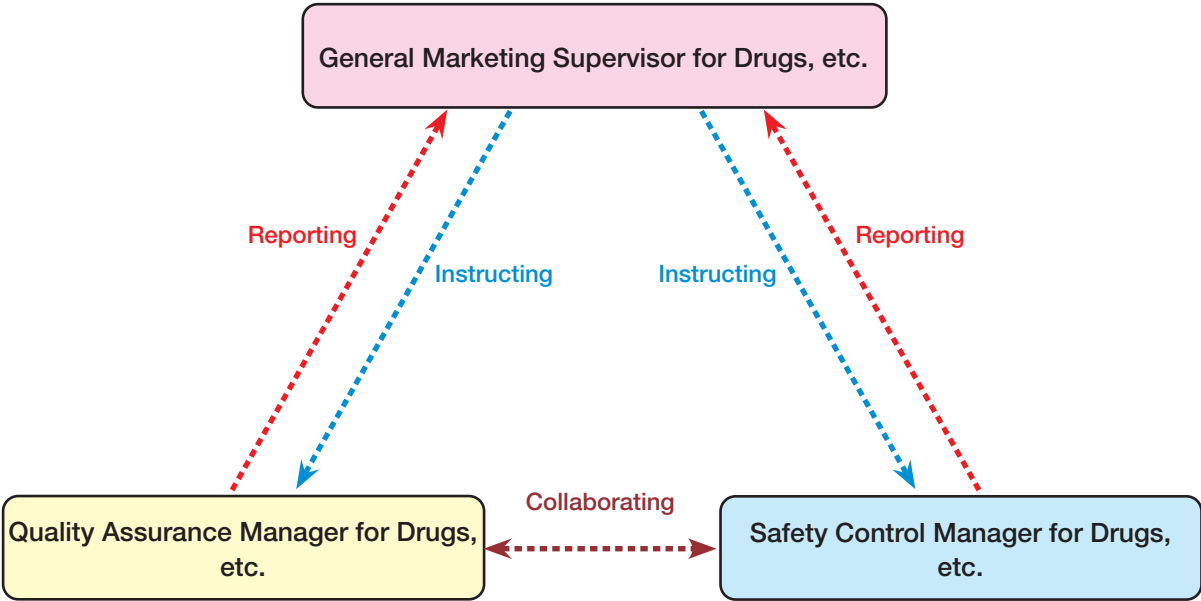 General Marketing Supervisor for Drugs, etc.
Reporting
Reporting
Instructing
Instructing
Collaborating
Quality Assurance Manager for Drugs,
etc.
Safety Control Manager for Drugs,
etc.